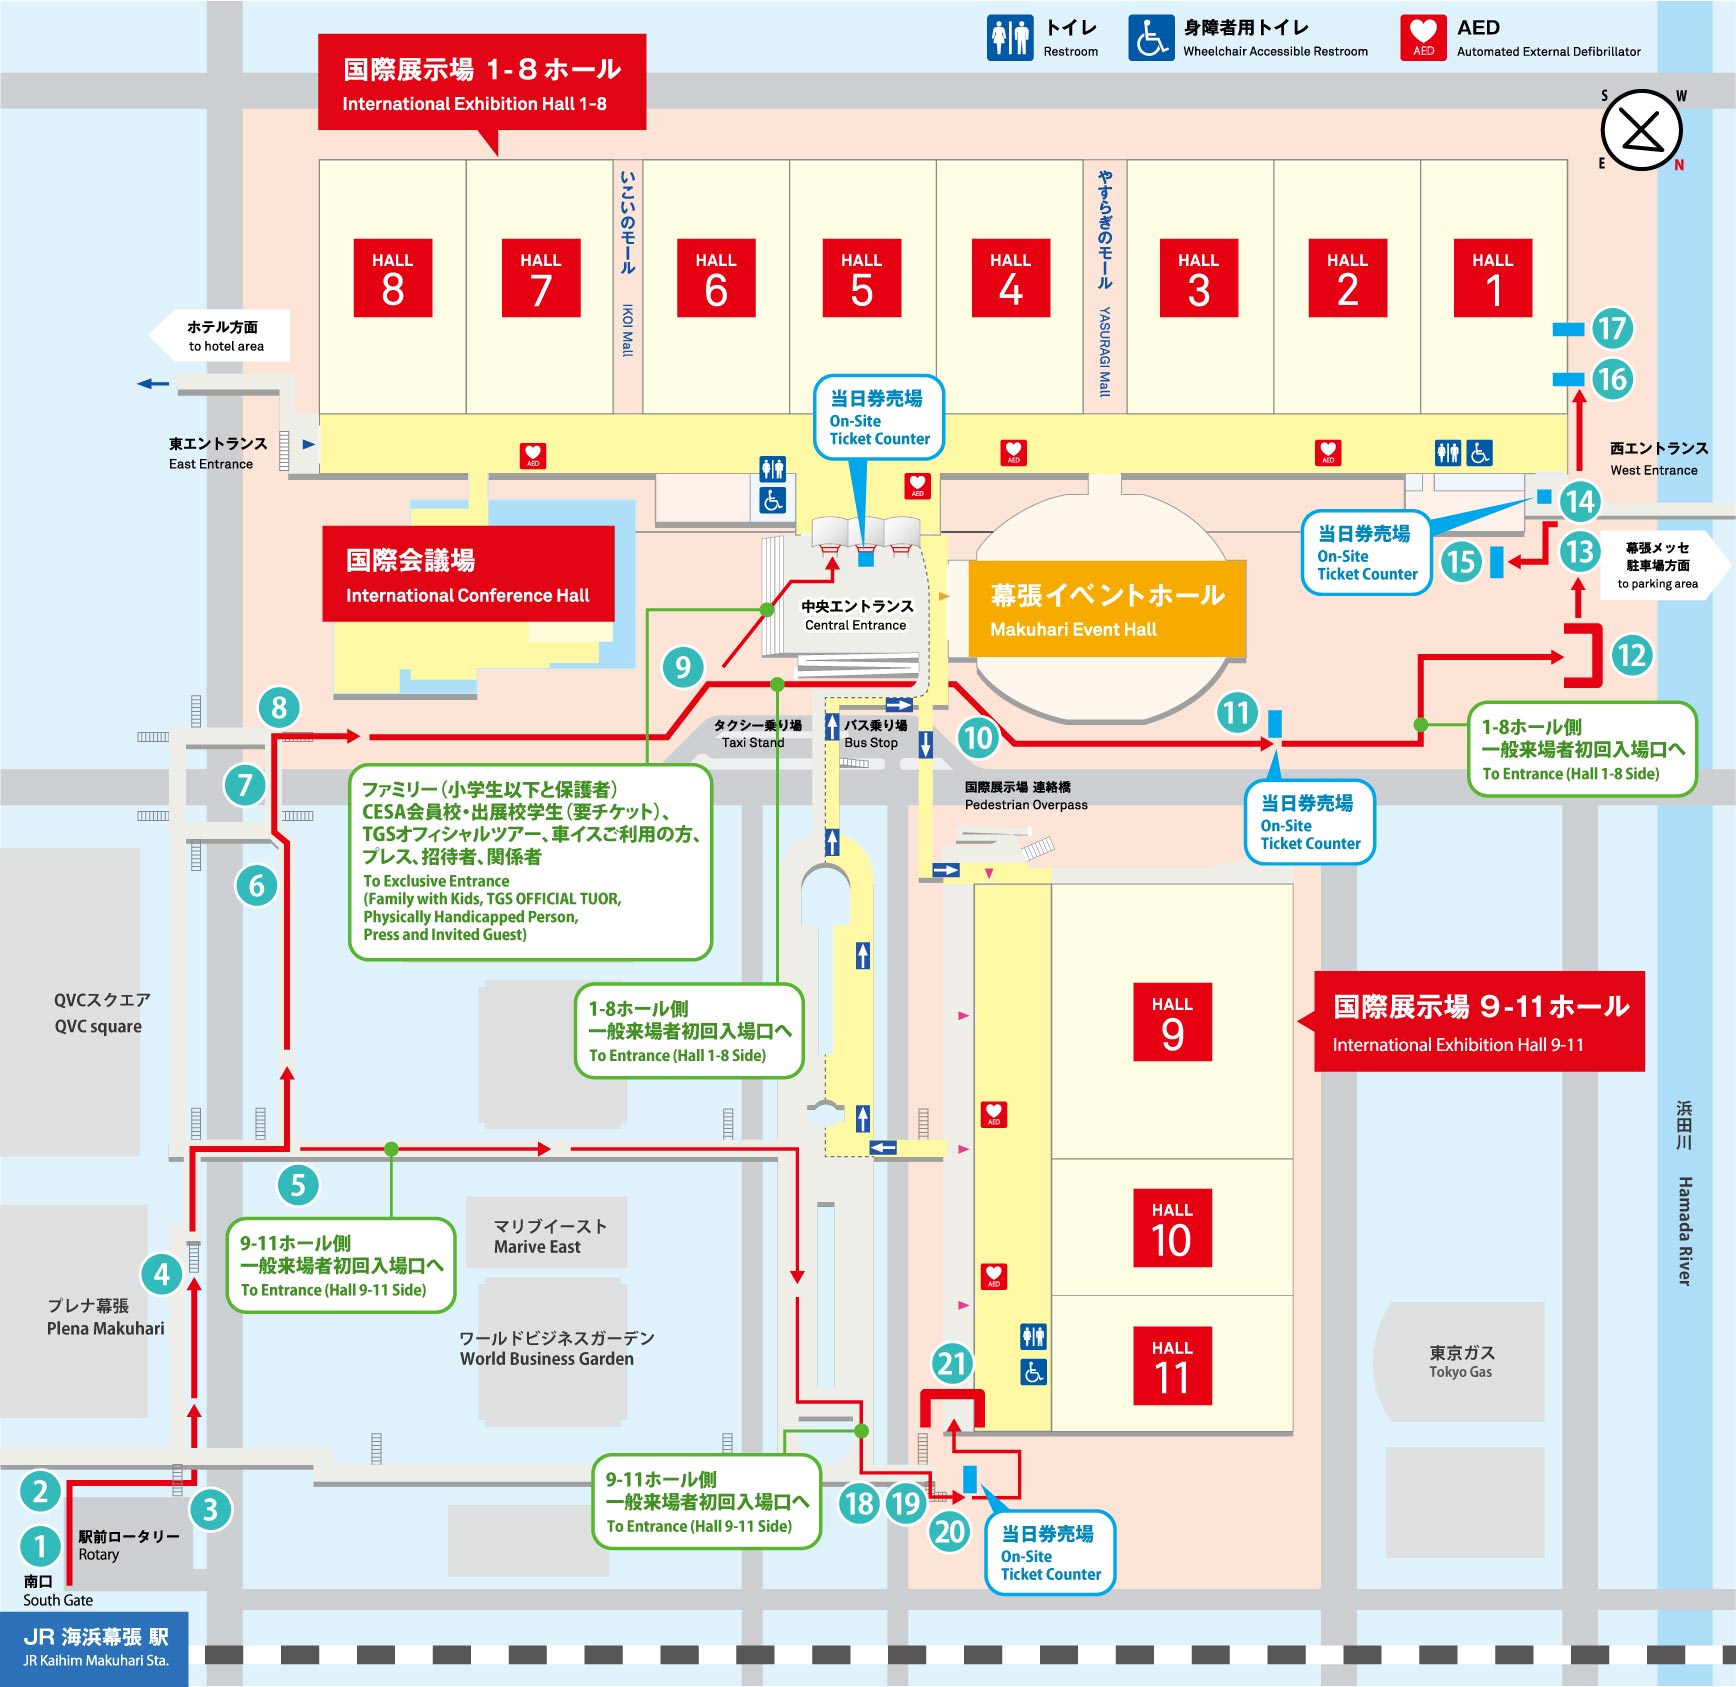 トイレ
Restroom
身障者用トイレ
Wheelchair Accessible Restroom
AED
AED
Automated External Defibrillator
国際展示場 1-8ホール
International Exhibition Hall 1-8
S
W
E
N
いこいのモール
IKOI Mall
やすらぎのモール
YASURAGI Mall
HALL
8
HALL
7
HALL
6
HALL
5
HALL
4
HALL
3
HALL
2
HALL
1
17
16
ホテル方面
to hotel area
当日券売場
On-Site
Ticket Counter
東エントランス
East Entrance
AED
AED
AED
AED
西エントランス
West Entrance
14
当日券売場
On-Site
Ticket Counter
15
13
幕張メッセ
駐車場方面
to parking area
国際会議場
International Conference Hall
中央エントランス
Central Entrance
幕張イベントホール
Makuhari Event Hall
9
12
8
11
10
タクシー乗り場
Taxi Stand
バス乗り場
Bus Stop
1-8ホール側
一般来場者初回入場口へ
To Entrance (Hall 1-8 Side)
7
ファミリー(小学生以下と保護者)
CESA会員校・出展校学生(要チケット)、
TGSオフィシャルツアー、車イスご利用の方、
プレス、招待者、関係者
To Exclusive Entrance
(Family with Kids, TGS OFFICIAL TUOR,
Physically Handicapped Person,
Press and Invited Guest)
国際展示場 連絡橋
Pedestrian Overpass
当日券売場
On-Site
Ticket Counter
6
QVCスクエア
QVC square
1-8ホール側
一般来場者初回入場口へ
To Entrance (Hall 1-8 Side)
HALL
9
国際展示場 9-11ホール
International Exhibition Hall 9-11
AED
浜田川
Hamada River
5
9-11ホール側
一般来場者初回入場口へ
To Entrance (Hall 9-11 Side)
マリブイースト
Marive East
HALL
10
4
AED
プレナ幕張
Plena Makuhari
ワールドビジネスガーデン
World Business Garden
21
HALL
11
東京ガス
Tokyo Gas
9-11ホール側
一般来場者初回入場口へ
To Entrance (Hall 9-11 Side)
2
3
18
19
20
1
駅前ロータリー
Rotary
当日券売場
On-Site
Ticket Counter
南口
South Gate
JR 海浜幕張 駅
JR Kaihim Makuhari Sta.